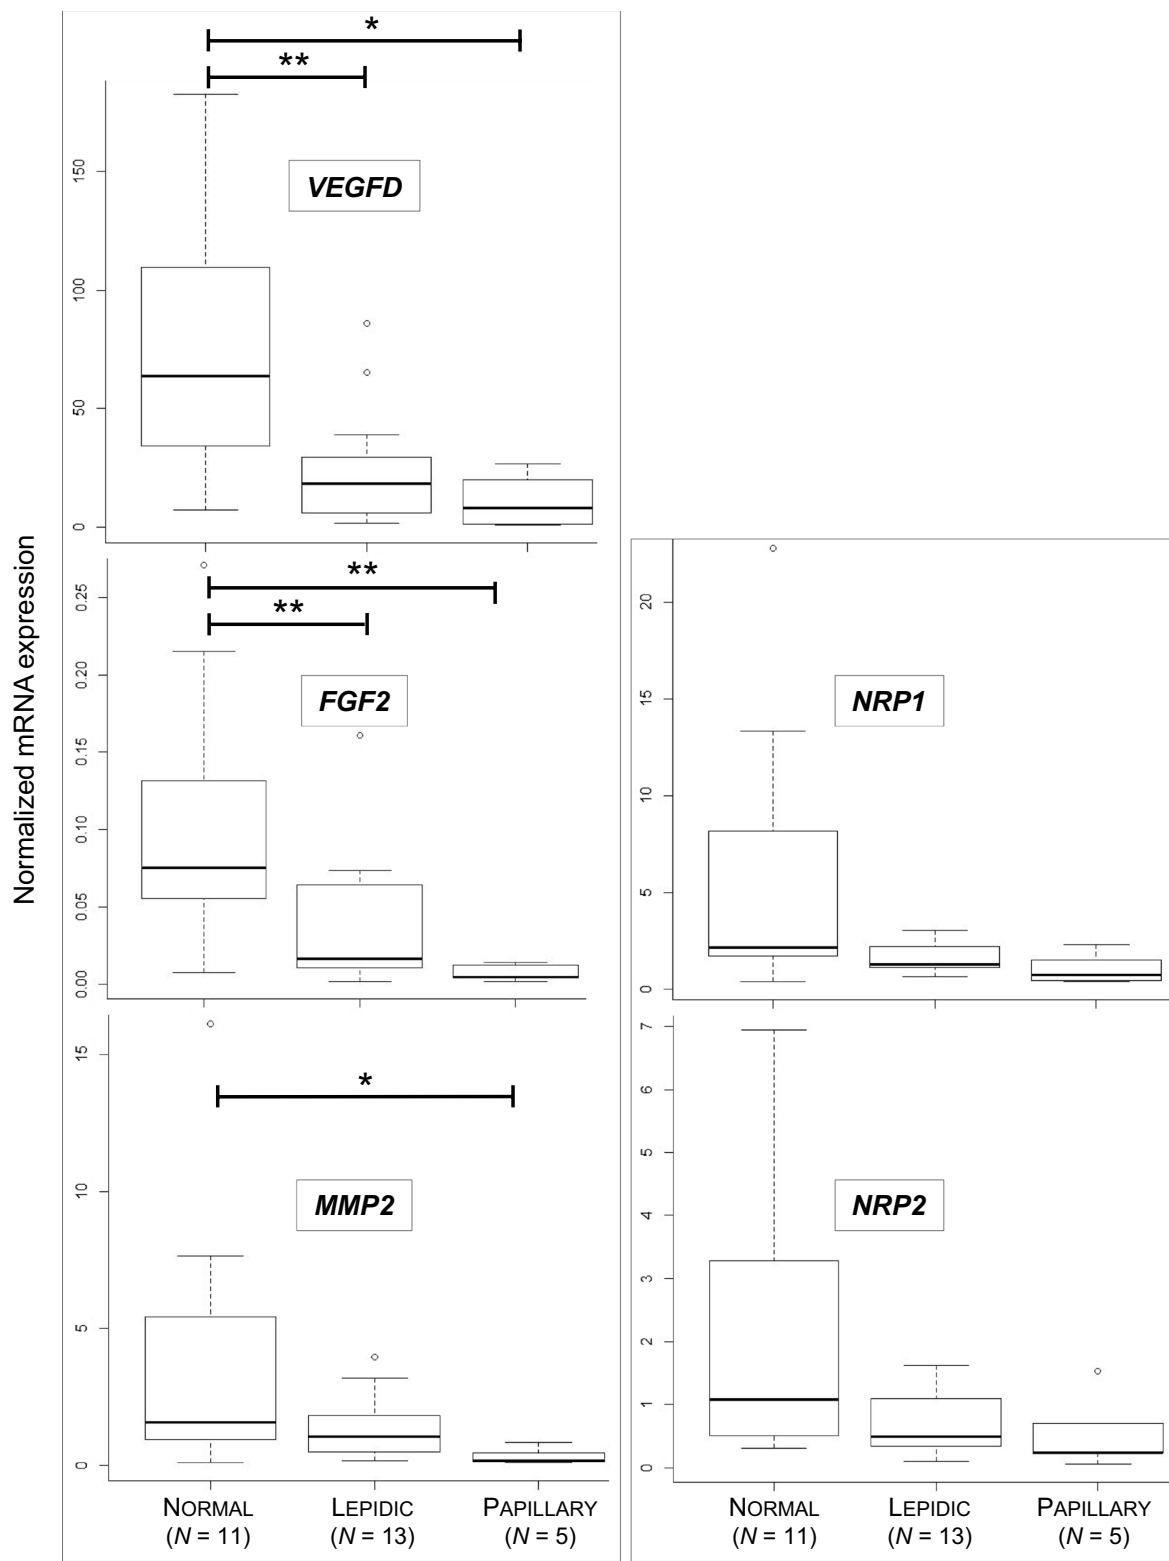 Normalized mRNA expression
*
**
VEGFD
150
100
50
0
**
**
FGF2
0.25
0.20
0.15
0.10
0.05
0.00
*
MMP2
15
10
5
0
NORMAL
(N = 11)
LEPIDIC
(N = 13)
PAPILLARY
(N = 5)
NRP1
20
15
10
5
0
NRP2
7
6
5
4
3
2
1
0
NORMAL
(N = 11)
LEPIDIC
(N = 13)
PAPILLARY
(N = 5)